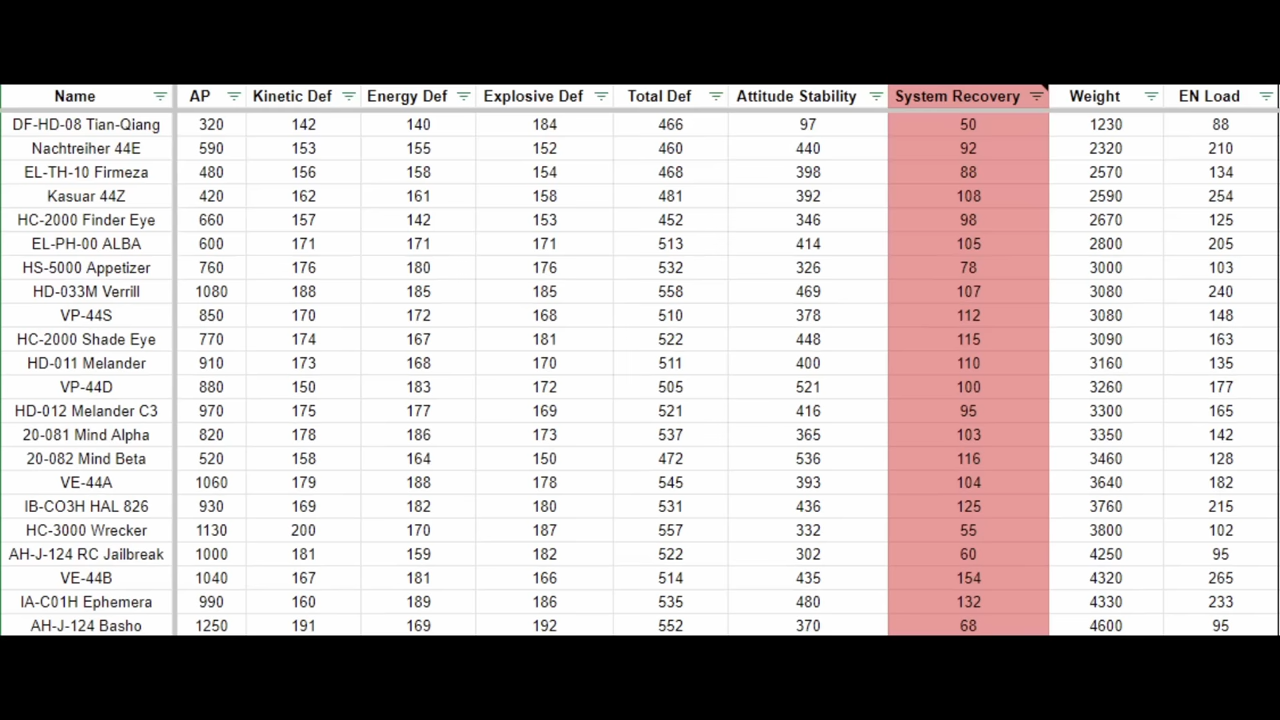 Name AP Kinetic Def Energy Def Explosive Def Total Def Attitude Stability System Recovery Weight EN Load
DF-HD-08 Tian-Qiang 320 142 140 184 466 97 50 1230 88
Nachtreiher 44E 590 153 155 152 460 440 92 2320 210
EL-TH-10 Firmeza 480 156 158 154 468 398 88 2570 134
Kasuar 44Z 420 162 161 158 481 392 108 2590 254
HC-2000 Finder Eye 660 157 142 153 452 346 98 2670 125
EL-PH-00 ALBA 600 171 171 171 513 414 105 2800 205
HS-5000 Appetizer 760 176 180 176 532 326 78 3000 103
HD-033M Verrill 1080 188 185 185 558 469 107 3080 240
VP-44S 850 170 172 168 510 378 112 3080 148
HC-2000 Shade Eye 770 174 167 181 522 448 115 3090 163
HD-011 Melander 910 173 168 170 511 400 110 3160 135
VP-44D 880 150 183 172 505 521 100 3260 177
HD-012 Melander C3 970 175 177 169 521 416 95 3300 165
20-081 Mind Alpha 820 178 186 173 537 365 103 3350 142
20-082 Mind Beta 520 158 164 150 472 536 116 3460 128
VE-44A 1060 179 188 178 545 393 104 3640 182
IB-CO3H HAL 826 930 169 182 180 531 436 125 3760 215
HC-3000 Wrecker 1130 200 170 187 557 332 55 3800 102
AH-J-124 RC Jailbreak 1000 181 159 182 522 302 60 4250 95
VE-44B 1040 167 181 166 514 435 154 4320 265
IA-C01H Ephemera 990 160 189 186 535 480 132 4330 233
AH-J-124 Basho 1250 191 169 192 552 370 68 4600 95